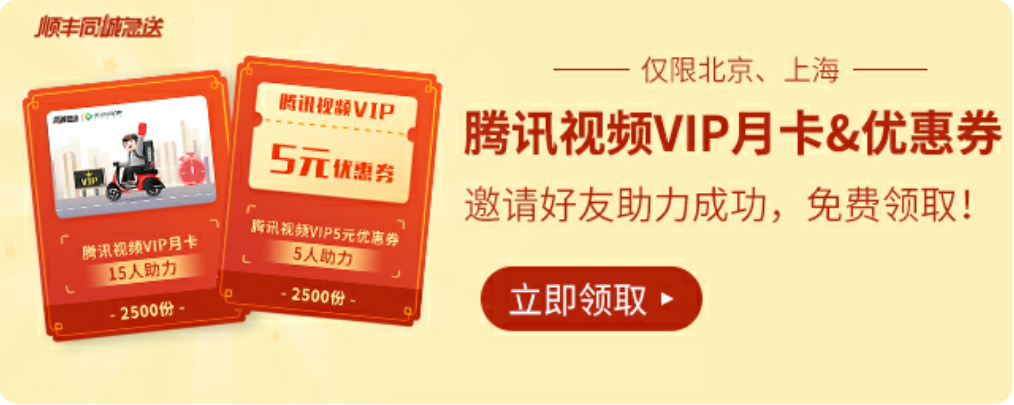 顺丰同城急送
腾讯视频VIP
5元优惠券
VIP
腾讯视频VIP月卡
15人助力
- 2500份 -
腾讯视频VIP5元优惠券
5人助力
- 2500份 -
仅限北京、上海
腾讯视频VIP月卡&优惠券
邀请好友助力成功，免费领取！
立即领取